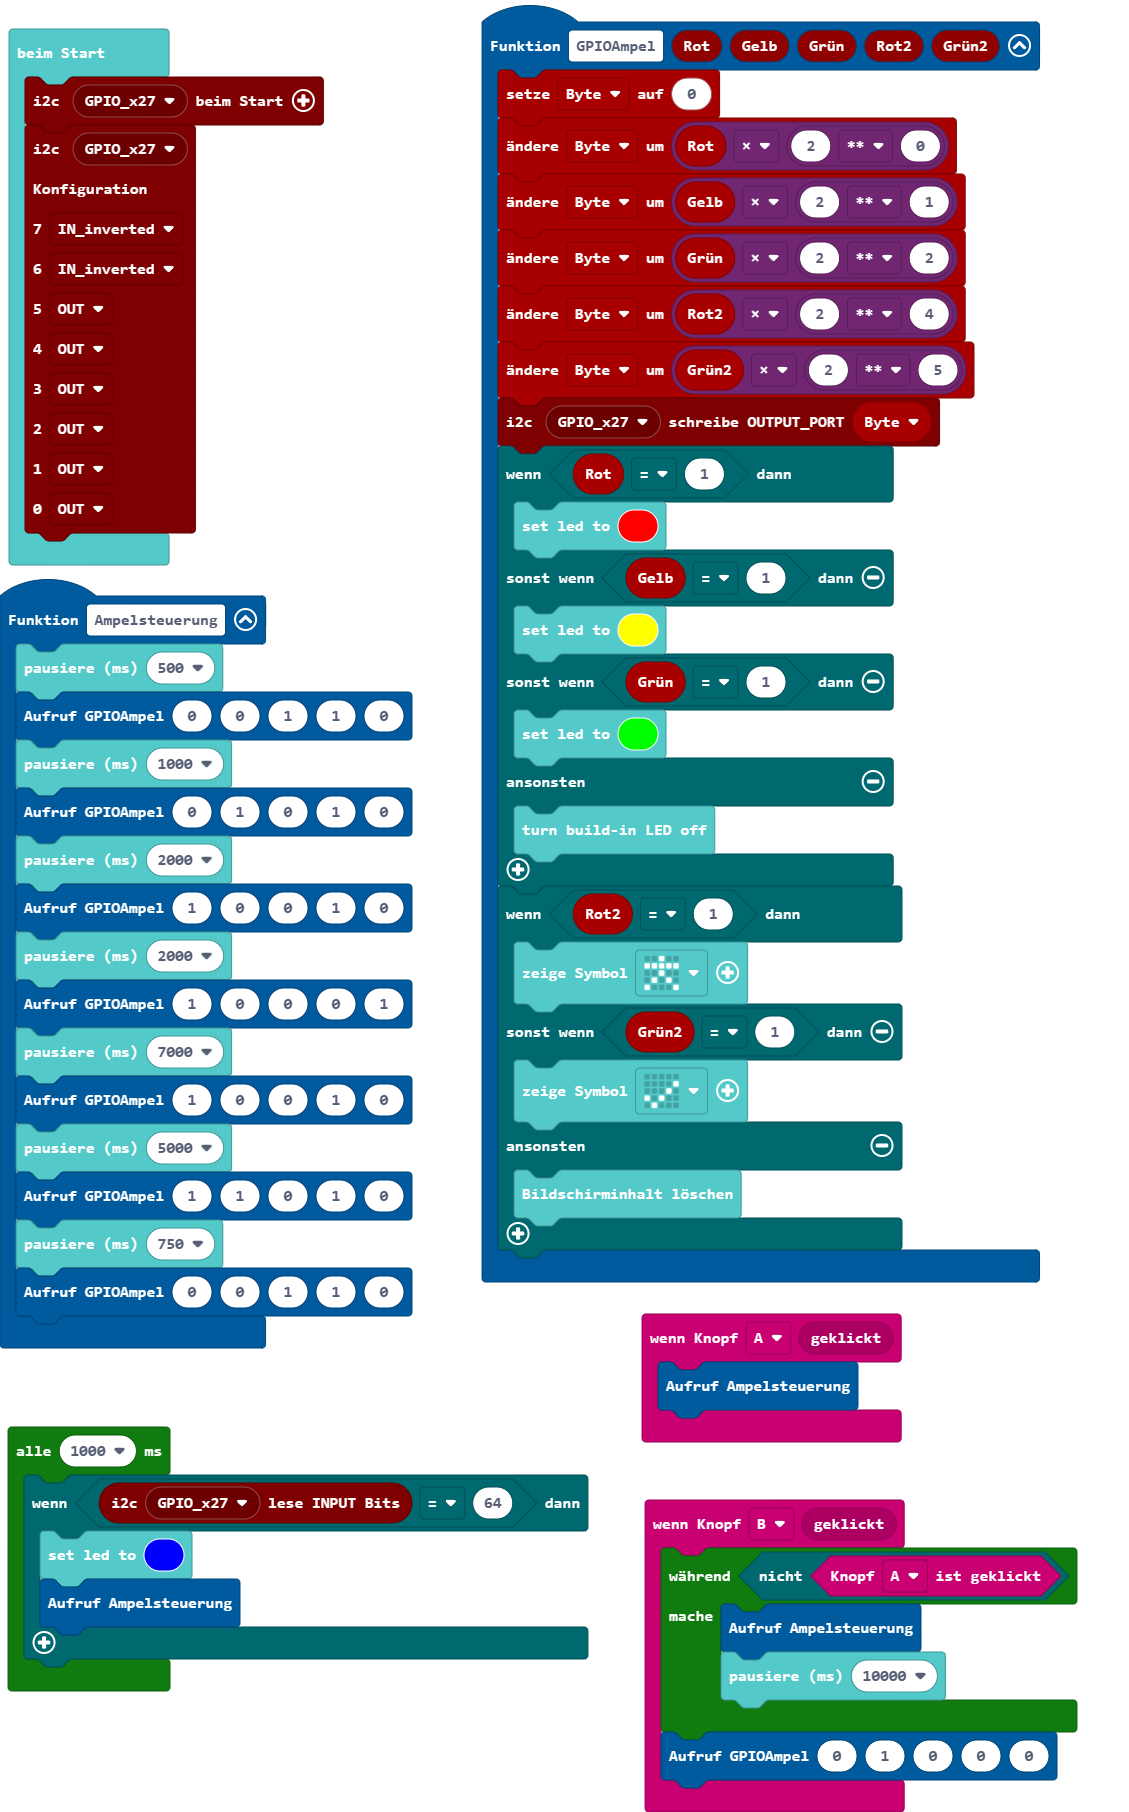 beim Start
i2c GPIO_x27 beim Start
i2c GPIO_x27
Konfiguration
7 IN_inverted
6 IN_inverted
5 OUT
4 OUT
3 OUT
2 OUT
1 OUT
0 OUT
Funktion Ampelsteuerung
pausiere (ms) 500
Aufruf GPIOAmpel 0 0 1 1 0
pausiere (ms) 1000
Aufruf GPIOAmpel 0 1 0 1 0
pausiere (ms) 2000
Aufruf GPIOAmpel 1 0 0 1 0
pausiere (ms) 2000
Aufruf GPIOAmpel 1 0 0 0 1
pausiere (ms) 7000
Aufruf GPIOAmpel 1 0 0 1 0
pausiere (ms) 5000
Aufruf GPIOAmpel 1 1 0 1 0
pausiere (ms) 750
Aufruf GPIOAmpel 0 0 1 1 0
alle 1000 ms
wenn i2c GPIO_x27 lese INPUT Bits = 64 dann
set led to
Aufruf Ampelsteuerung
Funktion GPIOAmpel Rot Gelb Grün Rot2 Grün2
setze Byte auf 0
ändere Byte um Rot × 2 ** 0
ändere Byte um Gelb × 2 ** 1
ändere Byte um Grün × 2 ** 2
ändere Byte um Rot2 × 2 ** 4
ändere Byte um Grün2 × 2 ** 5
i2c GPIO_x27 schreibe OUTPUT_PORT Byte
wenn Rot = 1 dann
set led to
sonst wenn Gelb = 1 dann
set led to
sonst wenn Grün = 1 dann
set led to
ansonsten
turn build-in LED off
wenn Rot2 = 1 dann
zeige Symbol
sonst wenn Grün2 = 1 dann
zeige Symbol
ansonsten
Bildschirminhalt löschen
wenn Knopf A geklickt
Aufruf Ampelsteuerung
wenn Knopf B geklickt
während nicht Knopf A ist geklickt
mache Aufruf Ampelsteuerung
pausiere (ms) 10000
Aufruf GPIOAmpel 0 1 0 0 0